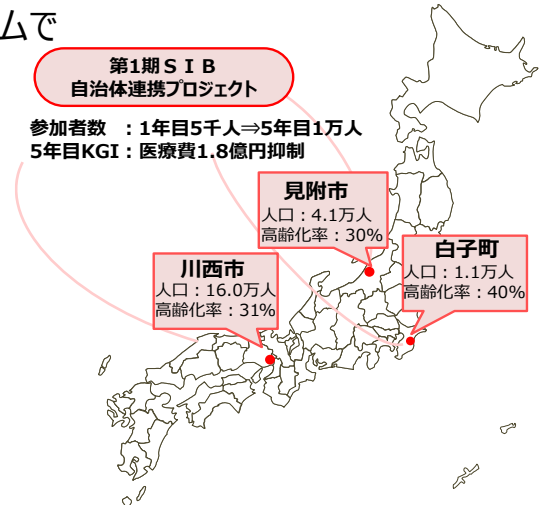 ムで
第1期ＳＩＢ
自治体連携プロジェクト
参加者数　：1年目5千人⇒5年目1万人
5年目KGI：医療費1.8億円抑制
見附市
人口：4.1万人
高齢化率：30%
白子町
人口：1.1万人
高齢化率：40%
川西市
人口：16.0万人
高齢化率：31%